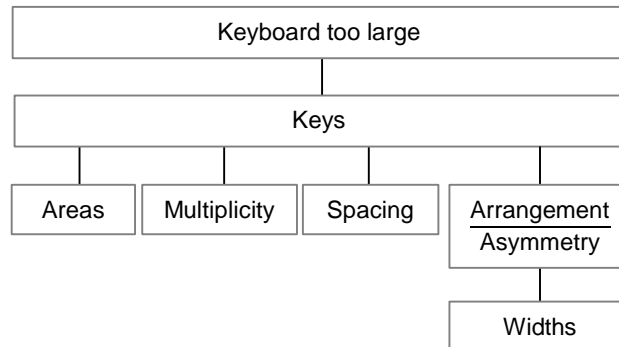 Keyboard too large
Keys
Areas
Multiplicity
Spacing
Arrangement
Asymmetry
Widths